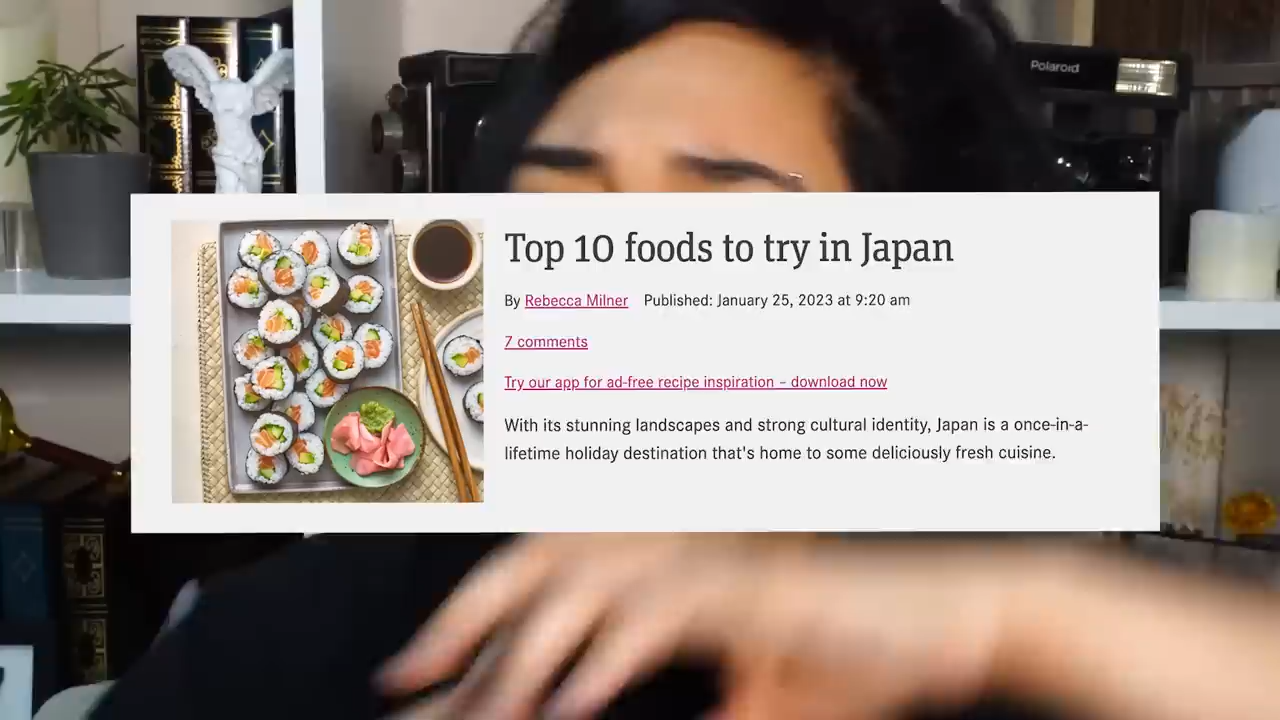 Polaroid
Top 10 foods to try in Japan
By Rebecca Milner Published: January 25, 2023 at 9:20 am
7 comments
Try our app for ad-free recipe inspiration – download now
With its stunning landscapes and strong cultural identity, Japan is a once-in-a-
lifetime holiday destination that's home to some deliciously fresh cuisine.